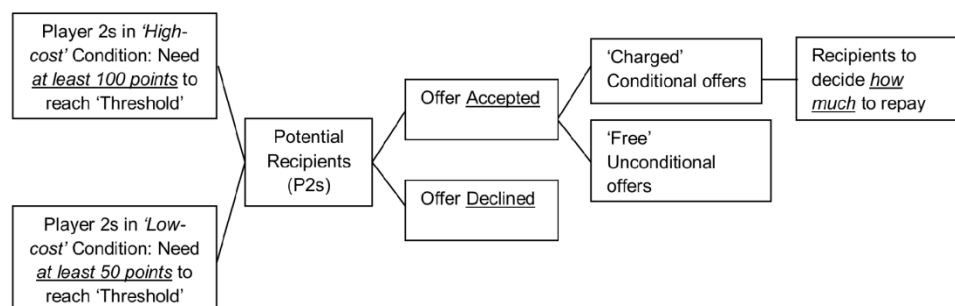 Player 2s in ‘High-
cost’ Condition: Need
at least 100 points to
reach ‘Threshold’
Player 2s in ‘Low-
cost’ Condition: Need
at least 50 points to
reach ‘Threshold’
Potential
Recipients
(P2s)
Offer Accepted
Offer Declined
‘Charged’
Conditional offers
‘Free’
Unconditional
offers
Recipients to
decide how
much to repay